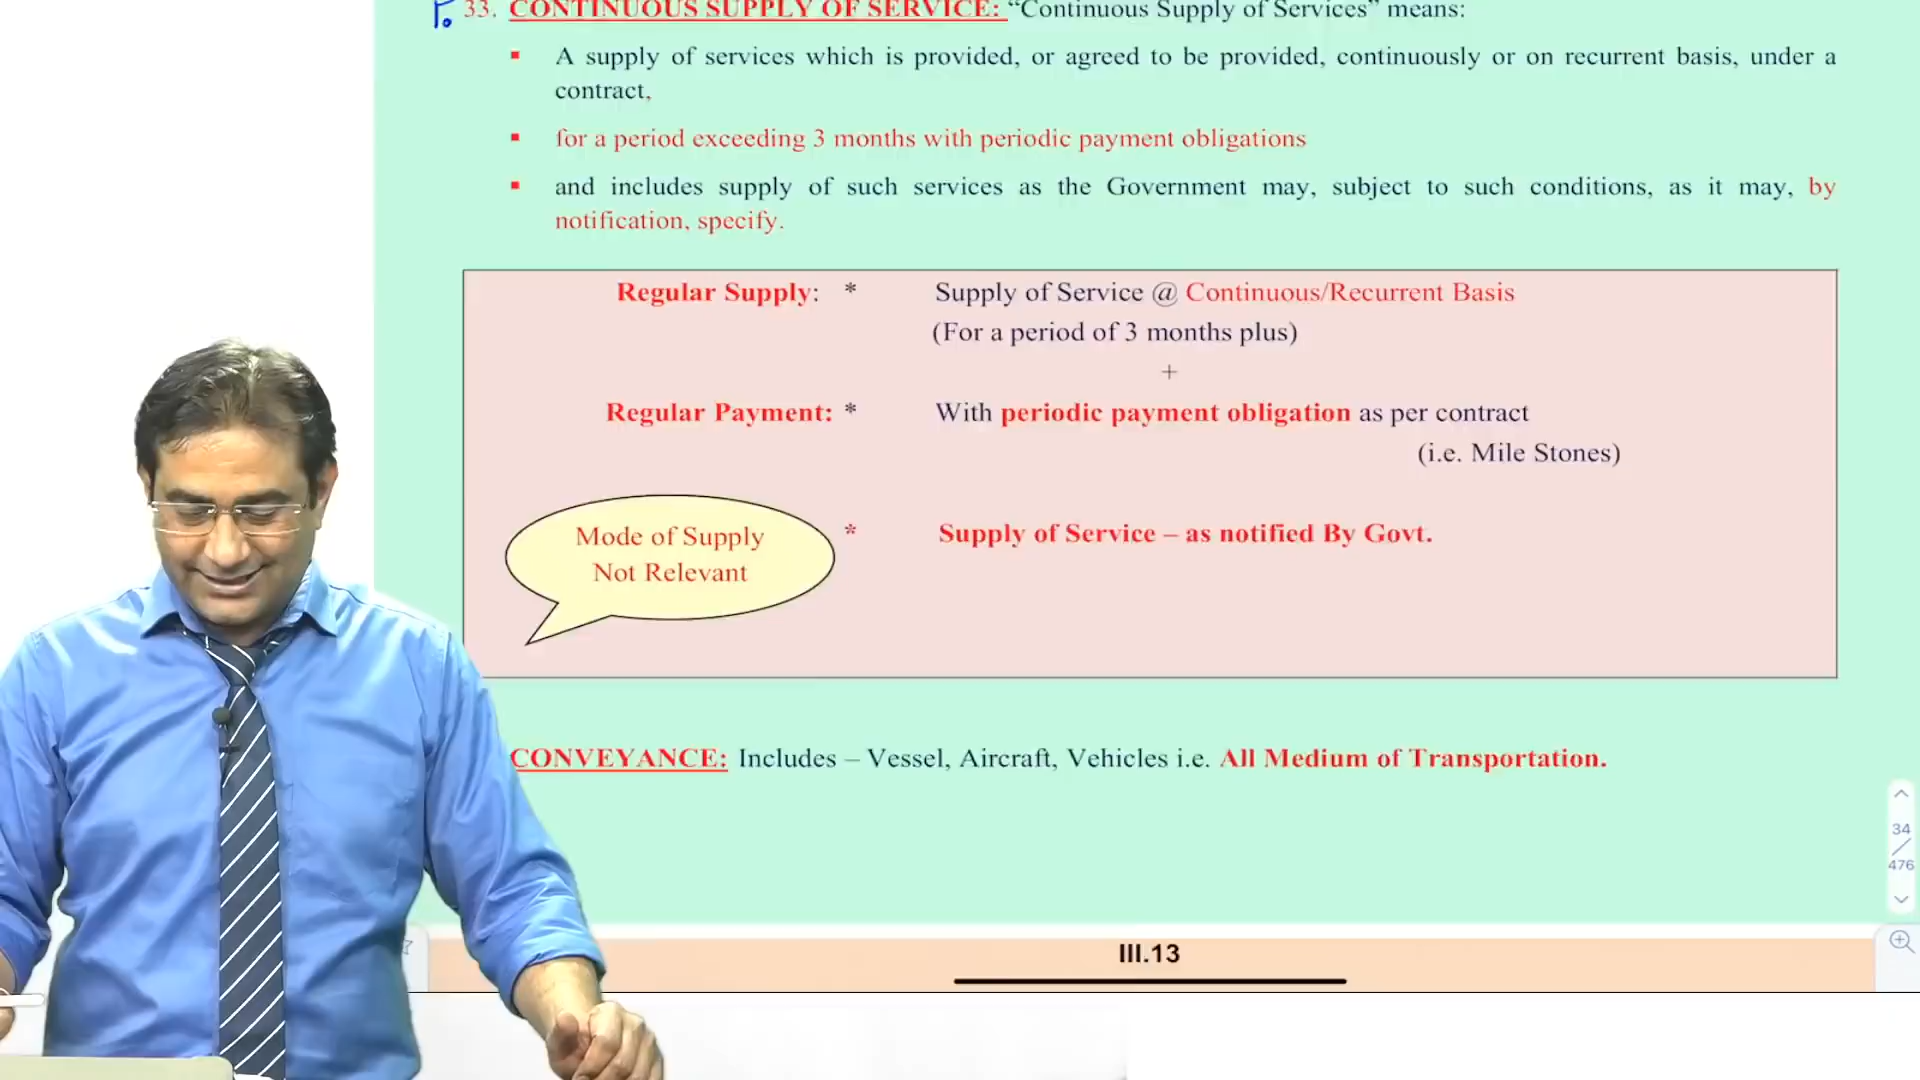 33. CONTINUOUS SUPPLY OF SERVICE: “Continuous Supply of Services” means:
▪ A supply of services which is provided, or agreed to be provided, continuously or on recurrent basis, under a
contract,
▪ for a period exceeding 3 months with periodic payment obligations
▪ and includes supply of such services as the Government may, subject to such conditions, as it may, by
notification, specify.
Regular Supply: * Supply of Service @ Continuous/Recurrent Basis
(For a period of 3 months plus)
+
Regular Payment: * With periodic payment obligation as per contract
(i.e. Mile Stones)
Mode of Supply
Not Relevant
* Supply of Service – as notified By Govt.
CONVEYANCE: Includes – Vessel, Aircraft, Vehicles i.e. All Medium of Transportation.
34
/
476
III.13